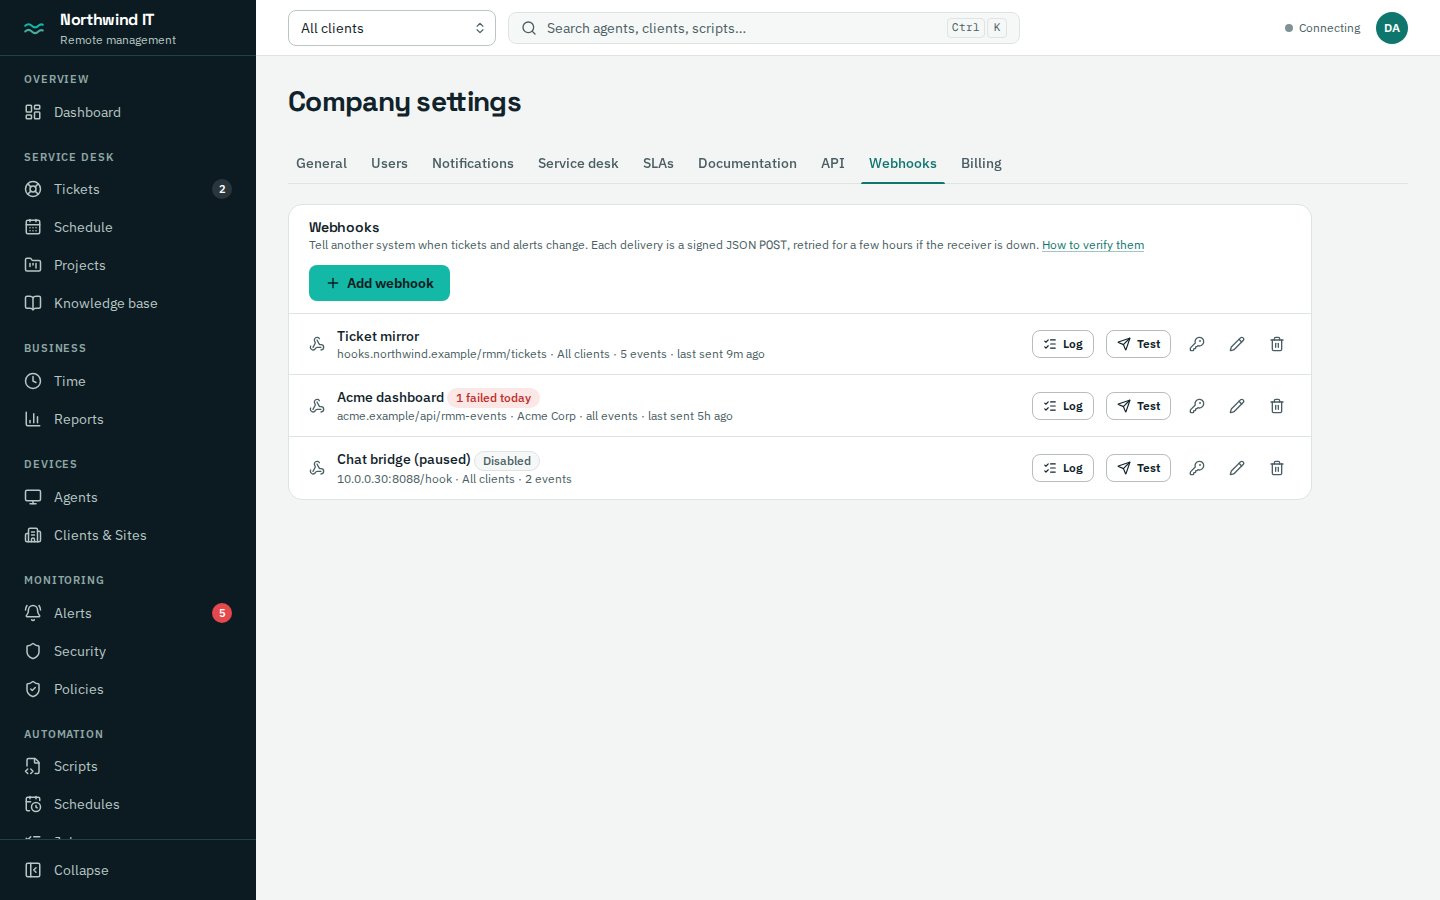 Northwind IT
Remote management
All clients
Search agents, clients, scripts...
Ctrl K
Connecting
DA
OVERVIEW
Dashboard
SERVICE DESK
Tickets 2
Schedule
Projects
Knowledge base
BUSINESS
Time
Reports
DEVICES
Agents
Clients & Sites
MONITORING
Alerts 5
Security
Policies
AUTOMATION
Scripts
Schedules
Collapse
Company settings
General Users Notifications Service desk SLAs Documentation API Webhooks Billing
Webhooks
Tell another system when tickets and alerts change. Each delivery is a signed JSON POST, retried for a few hours if the receiver is down. How to verify them
Add webhook
Ticket mirror
hooks.northwind.example/rmm/tickets · All clients · 5 events · last sent 9m ago
Log Test
Acme dashboard 1 failed today
acme.example/api/rmm-events · Acme Corp · all events · last sent 5h ago
Log Test
Chat bridge (paused) Disabled
10.0.0.30:8088/hook · All clients · 2 events
Log Test